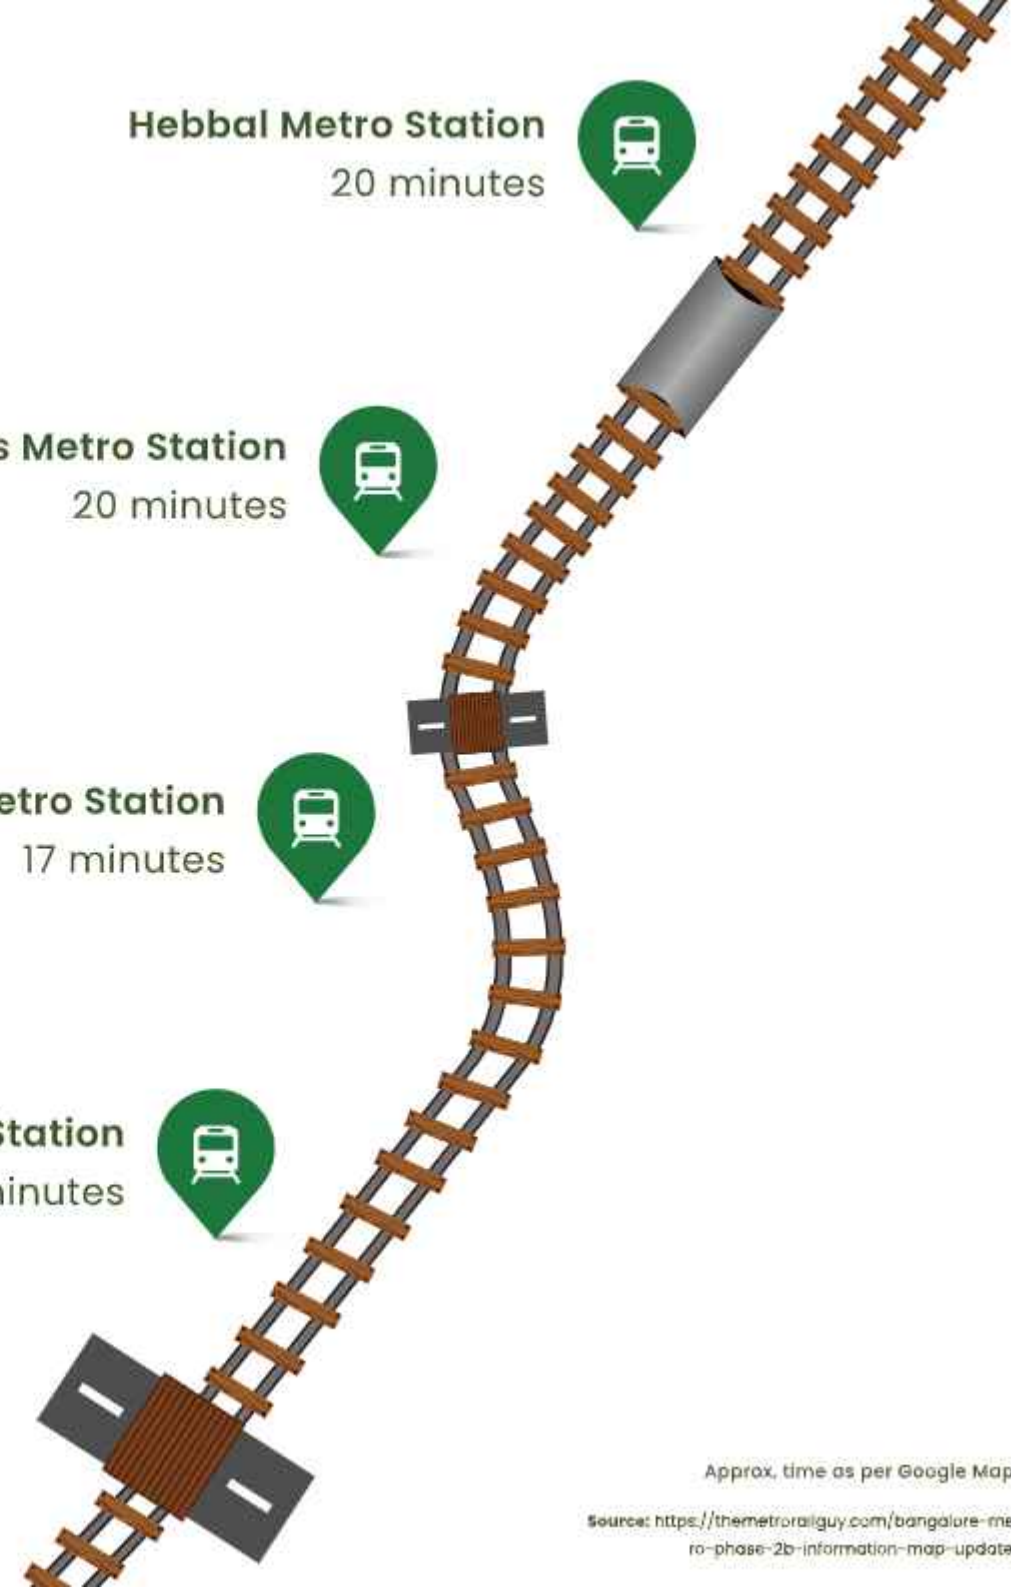 Hebbal Metro Station
20 minutes
s Metro Station
20 minutes
etro Station
17 minutes
Station
inutes
Approx. time as per Google Map
Source: https://themetrorailguy.com/bangalore-me
ro-phase-2b-information-map-update